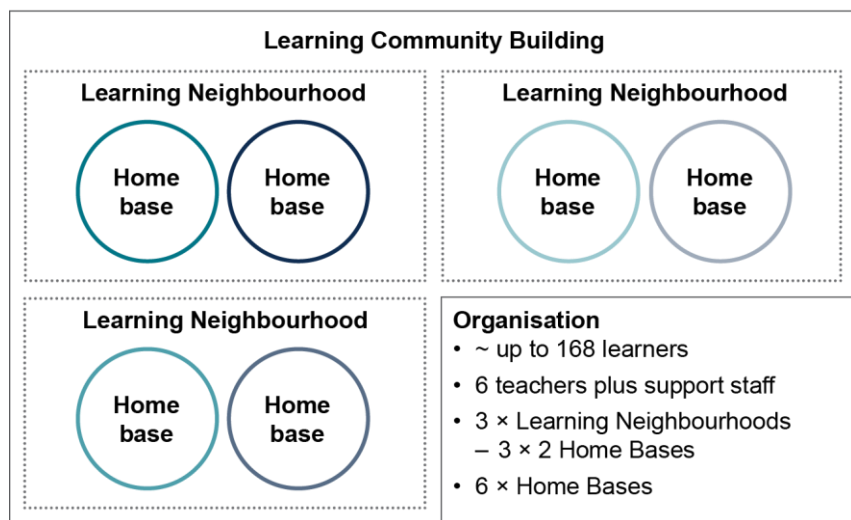 Learning Community Building
Learning Neighbourhood
Home
base
Home
base
Learning Neighbourhood
Home
base
Home
base
Learning Neighbourhood
Home
base
Home
base
Organisation
• ~ up to 168 learners
• 6 teachers plus support staff
• 3 × Learning Neighbourhoods
– 3 × 2 Home Bases
• 6 × Home Bases